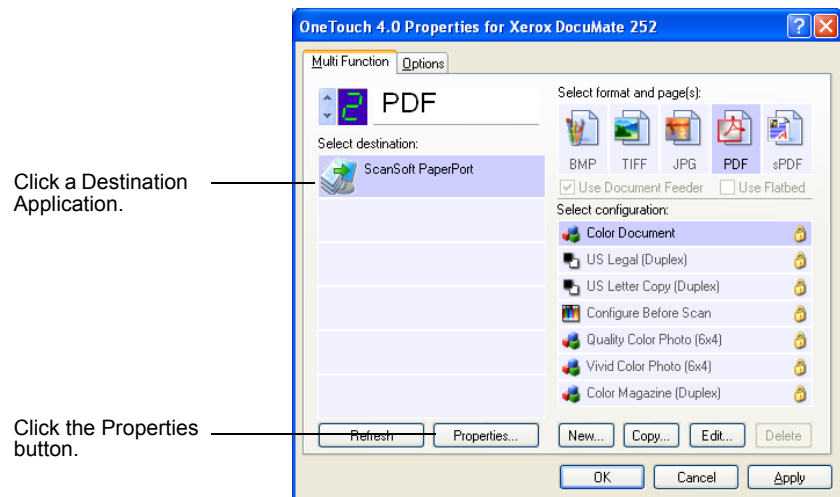 OneTouch 4.0 Properties for Xerox DocuMate 252
Multi Function
Options
2
PDF
Select destination:
ScanSoft PaperPort
Select format and page(s):
BMP
TIFF
JPG
PDF
sPDF
Use Document Feeder
Use Flatbed
Select configuration:
Color Document
US Legal (Duplex)
US Letter Copy (Duplex)
Configure Before Scan
Quality Color Photo (6x4)
Vivid Color Photo (6x4)
Color Magazine (Duplex)
Refresh
Properties...
New...
Copy...
Edit...
Delete
OK
Cancel
Apply
Click a Destination
Application.
Click the Properties
button.